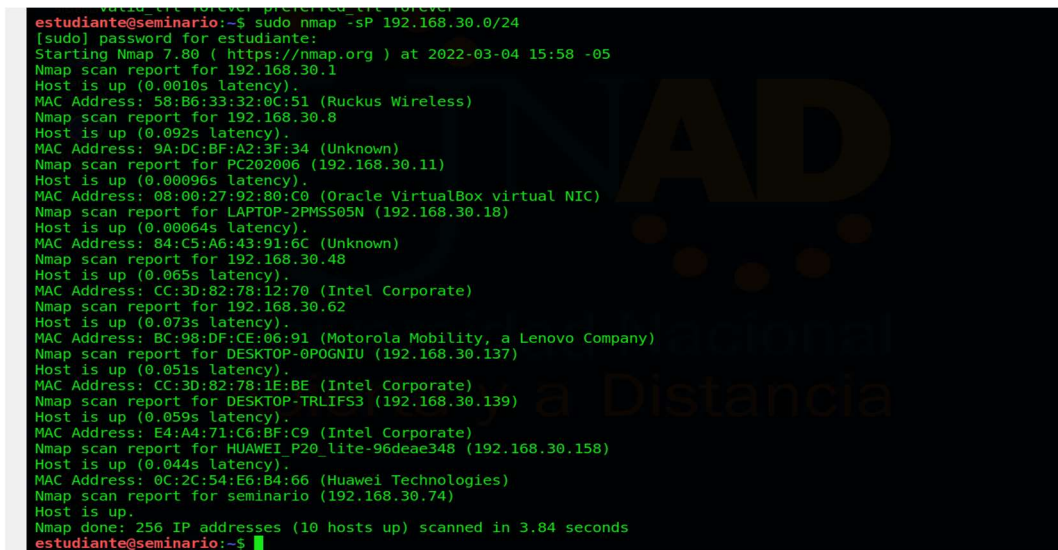 valid_lft forever preferred_lft forever
estudiante@seminario:~$ sudo nmap -sP 192.168.30.0/24
[sudo] password for estudiante:
Starting Nmap 7.80 ( https://nmap.org ) at 2022-03-04 15:58 -05
Nmap scan report for 192.168.30.1
Host is up (0.0010s latency).
MAC Address: 58:B6:33:32:0C:51 (Ruckus Wireless)
Nmap scan report for 192.168.30.8
Host is up (0.092s latency).
MAC Address: 9A:DC:BF:A2:3F:34 (Unknown)
Nmap scan report for PC202006 (192.168.30.11)
Host is up (0.00096s latency).
MAC Address: 08:00:27:92:80:C0 (Oracle VirtualBox virtual NIC)
Nmap scan report for LAPTOP-2PMSS05N (192.168.30.18)
Host is up (0.00064s latency).
MAC Address: 84:C5:A6:43:91:6C (Unknown)
Nmap scan report for 192.168.30.48
Host is up (0.065s latency).
MAC Address: CC:3D:82:78:12:70 (Intel Corporate)
Nmap scan report for 192.168.30.62
Host is up (0.073s latency).
MAC Address: BC:98:DF:CE:06:91 (Motorola Mobility, a Lenovo Company)
Nmap scan report for DESKTOP-0POGNIU (192.168.30.137)
Host is up (0.051s latency).
MAC Address: CC:3D:82:78:1E:BE (Intel Corporate)
Nmap scan report for DESKTOP-TRLIFS3 (192.168.30.139)
Host is up (0.059s latency).
MAC Address: E4:A4:71:C6:BF:C9 (Intel Corporate)
Nmap scan report for HUAWEI_P20_lite-96deae348 (192.168.30.158)
Host is up (0.044s latency).
MAC Address: 0C:2C:54:E6:B4:66 (Huawei Technologies)
Nmap scan report for seminario (192.168.30.74)
Host is up.
Nmap done: 256 IP addresses (10 hosts up) scanned in 3.84 seconds
estudiante@seminario:~$
UNAD
Nacional
y a Distancia